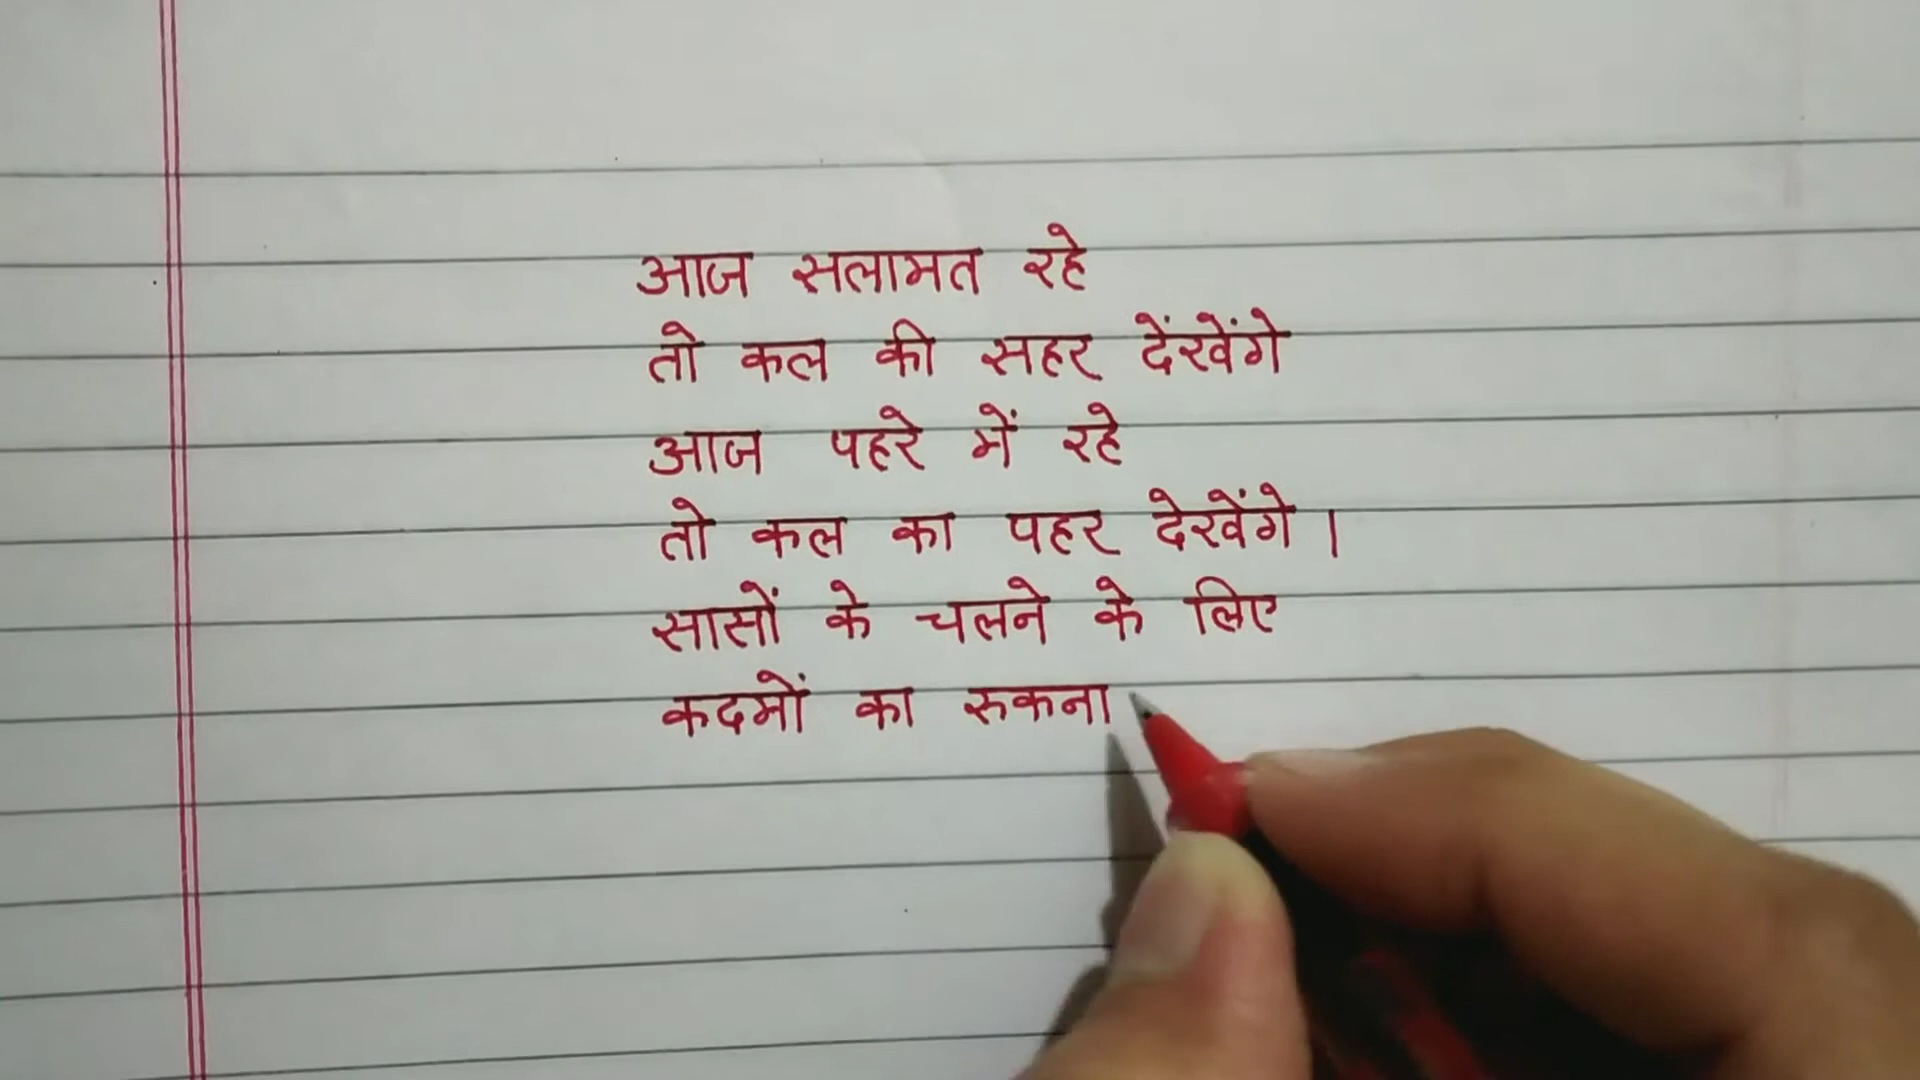 आज सलामत रहे
तो कल की सहर देंखेंगे
आज पहरे में रहे
तो कल का पहर देखेंगे।
सासों के चलने के लिए
कदमों का रुकना